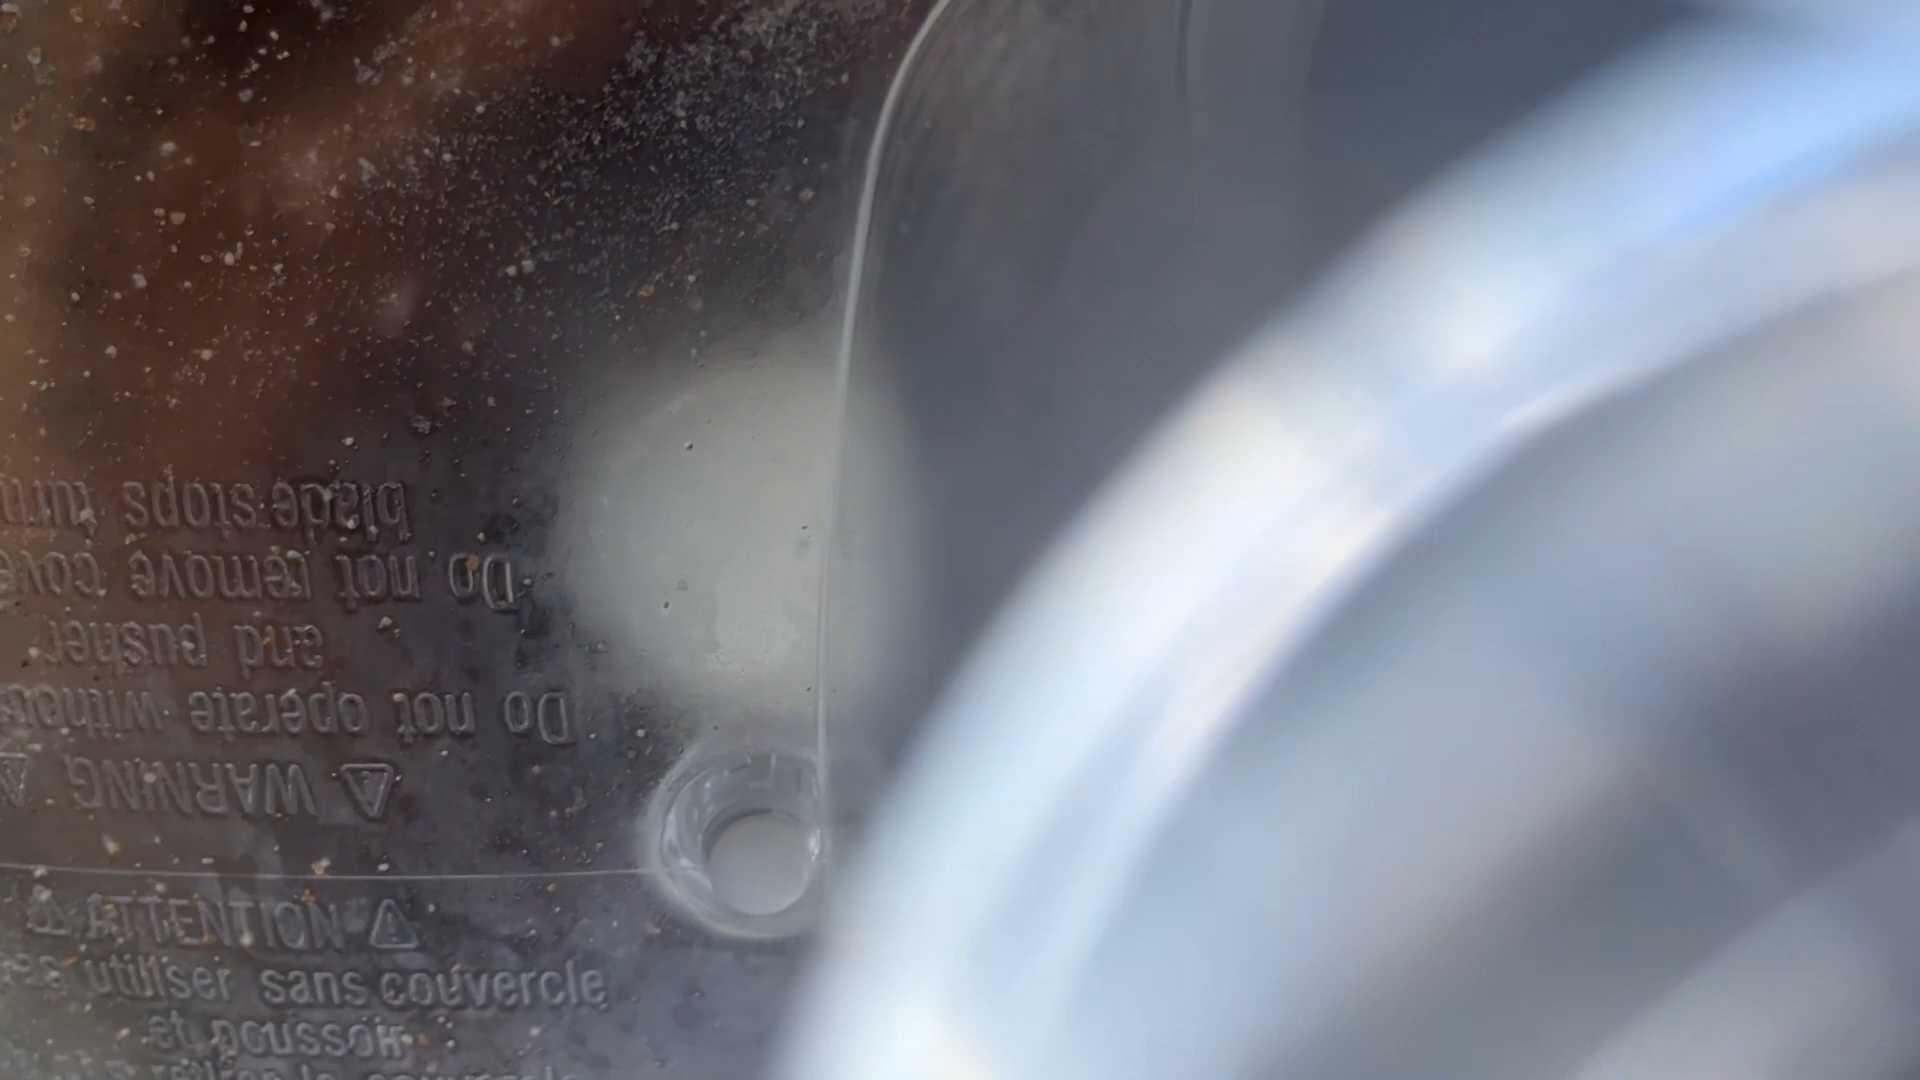 ⚠ WARNING ⚠
Do not operate withou
and pusher
Do not remove cove
blade stops turn
⚠ ATTENTION ⚠
as utiliser sans couvercle
et poussoir